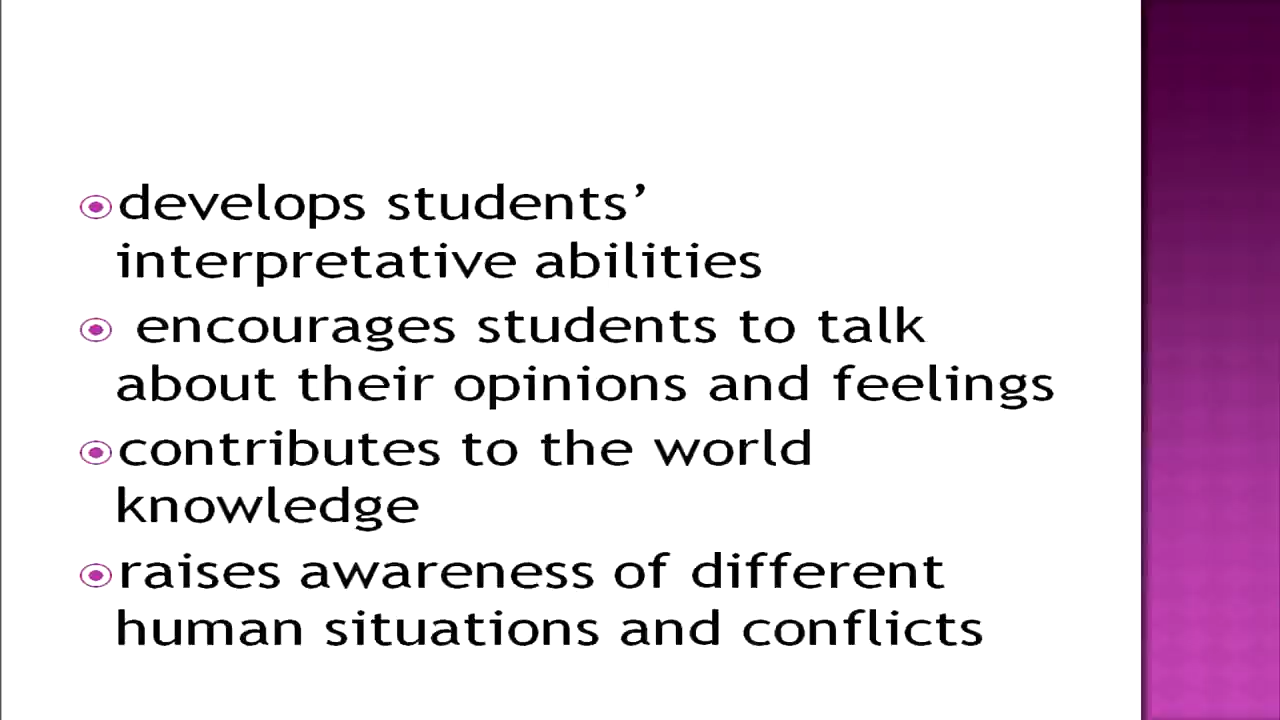 develops students’
interpretative abilities
encourages students to talk
about their opinions and feelings
contributes to the world
knowledge
raises awareness of different
human situations and conflicts